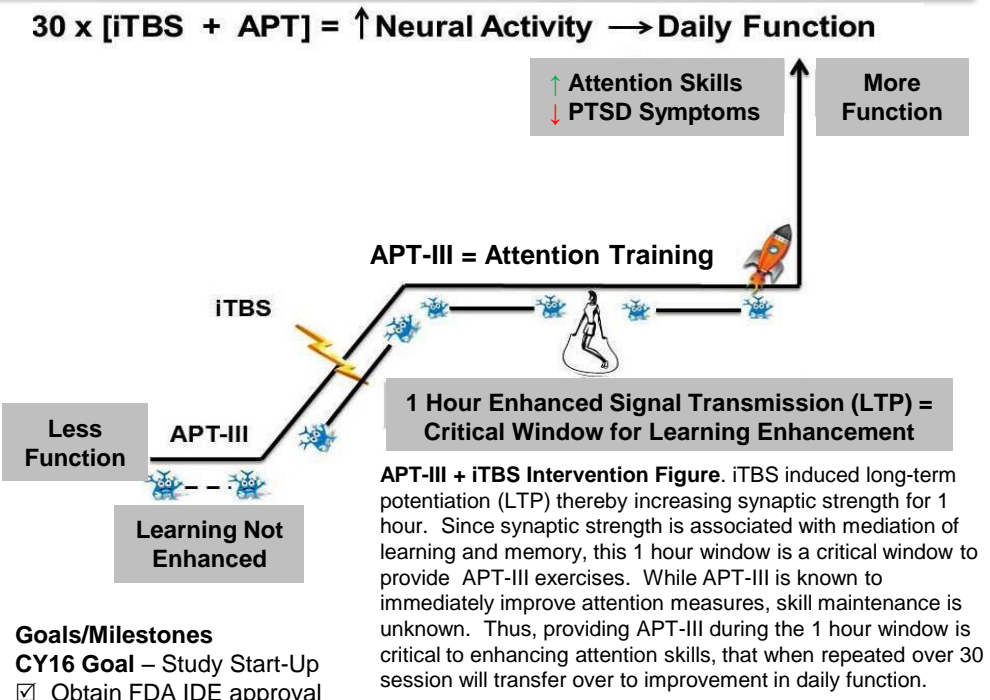 30 x [iTBS + APT] = ↑ Neural Activity → Daily Function
↑ Attention Skills
↓ PTSD Symptoms
More
Function
APT-III = Attention Training
iTBS
1 Hour Enhanced Signal Transmission (LTP) =
Critical Window for Learning Enhancement
Less
Function
APT-III
Learning Not
Enhanced
APT-III + iTBS Intervention Figure. iTBS induced long-term
potentiation (LTP) thereby increasing synaptic strength for 1
hour. Since synaptic strength is associated with mediation of
learning and memory, this 1 hour window is a critical window to
provide APT-III exercises. While APT-III is known to
immediately improve attention measures, skill maintenance is
unknown. Thus, providing APT-III during the 1 hour window is
critical to enhancing attention skills, that when repeated over 30
session will transfer over to improvement in daily function.
Goals/Milestones
CY16 Goal – Study Start-Up
☑ Obtain FDA IDE approval